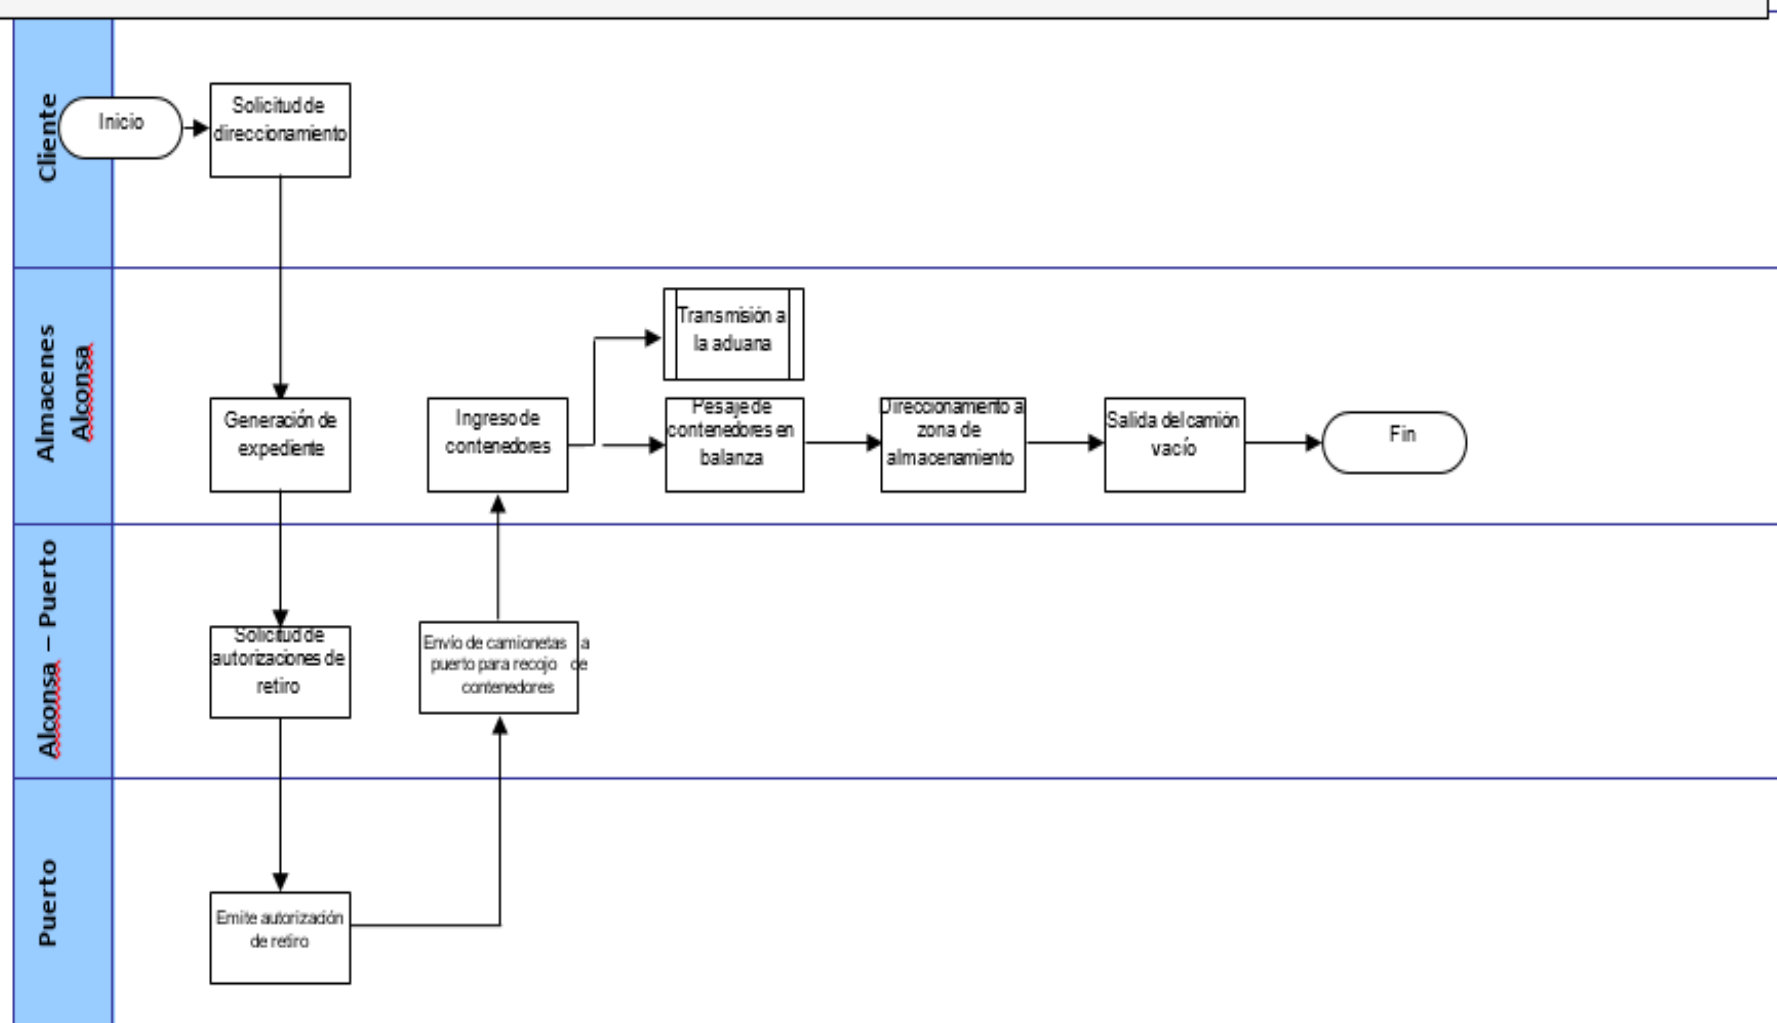 Cliente
Inicio
Solicitud de
direccionamiento
Almacenes
Alconsa
Generación de
expediente
Ingreso de
contenedores
Transmisión a
la aduana
Pesaje de
contenedores en
balanza
Direccionamiento a
zona de
almacenamiento
Salida del camión
vacío
Fin
Alconsa – Puerto
Solicitud de
autorizaciones de
retiro
Envío de camionetas a
puerto para recojo de
contenedores
Puerto
Emite autorización
de retiro